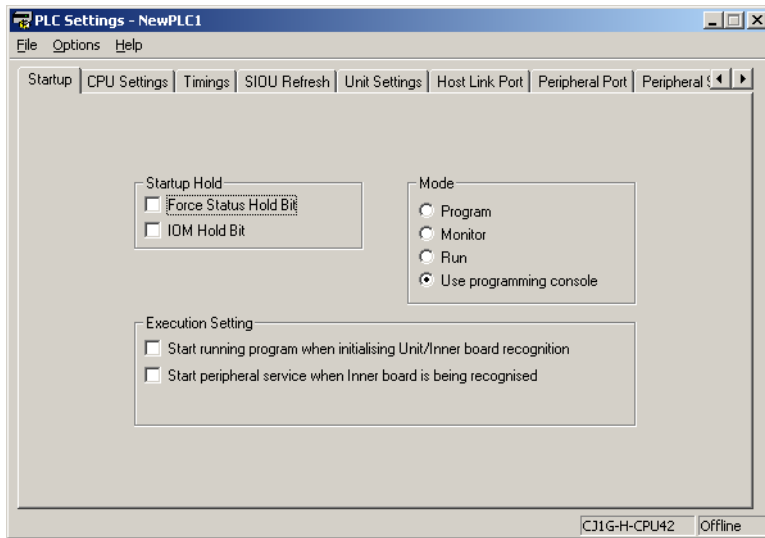 PLC Settings - NewPLC1
File Options Help
Startup CPU Settings Timings SIOU Refresh Unit Settings Host Link Port Peripheral Port Peripheral
Startup Hold
Force Status Hold Bit
IOM Hold Bit
Mode
Program
Monitor
Run
Use programming console
Execution Setting
Start running program when initialising Unit/Inner board recognition
Start peripheral service when Inner board is being recognised
CJ1G-H-CPU42 Offline